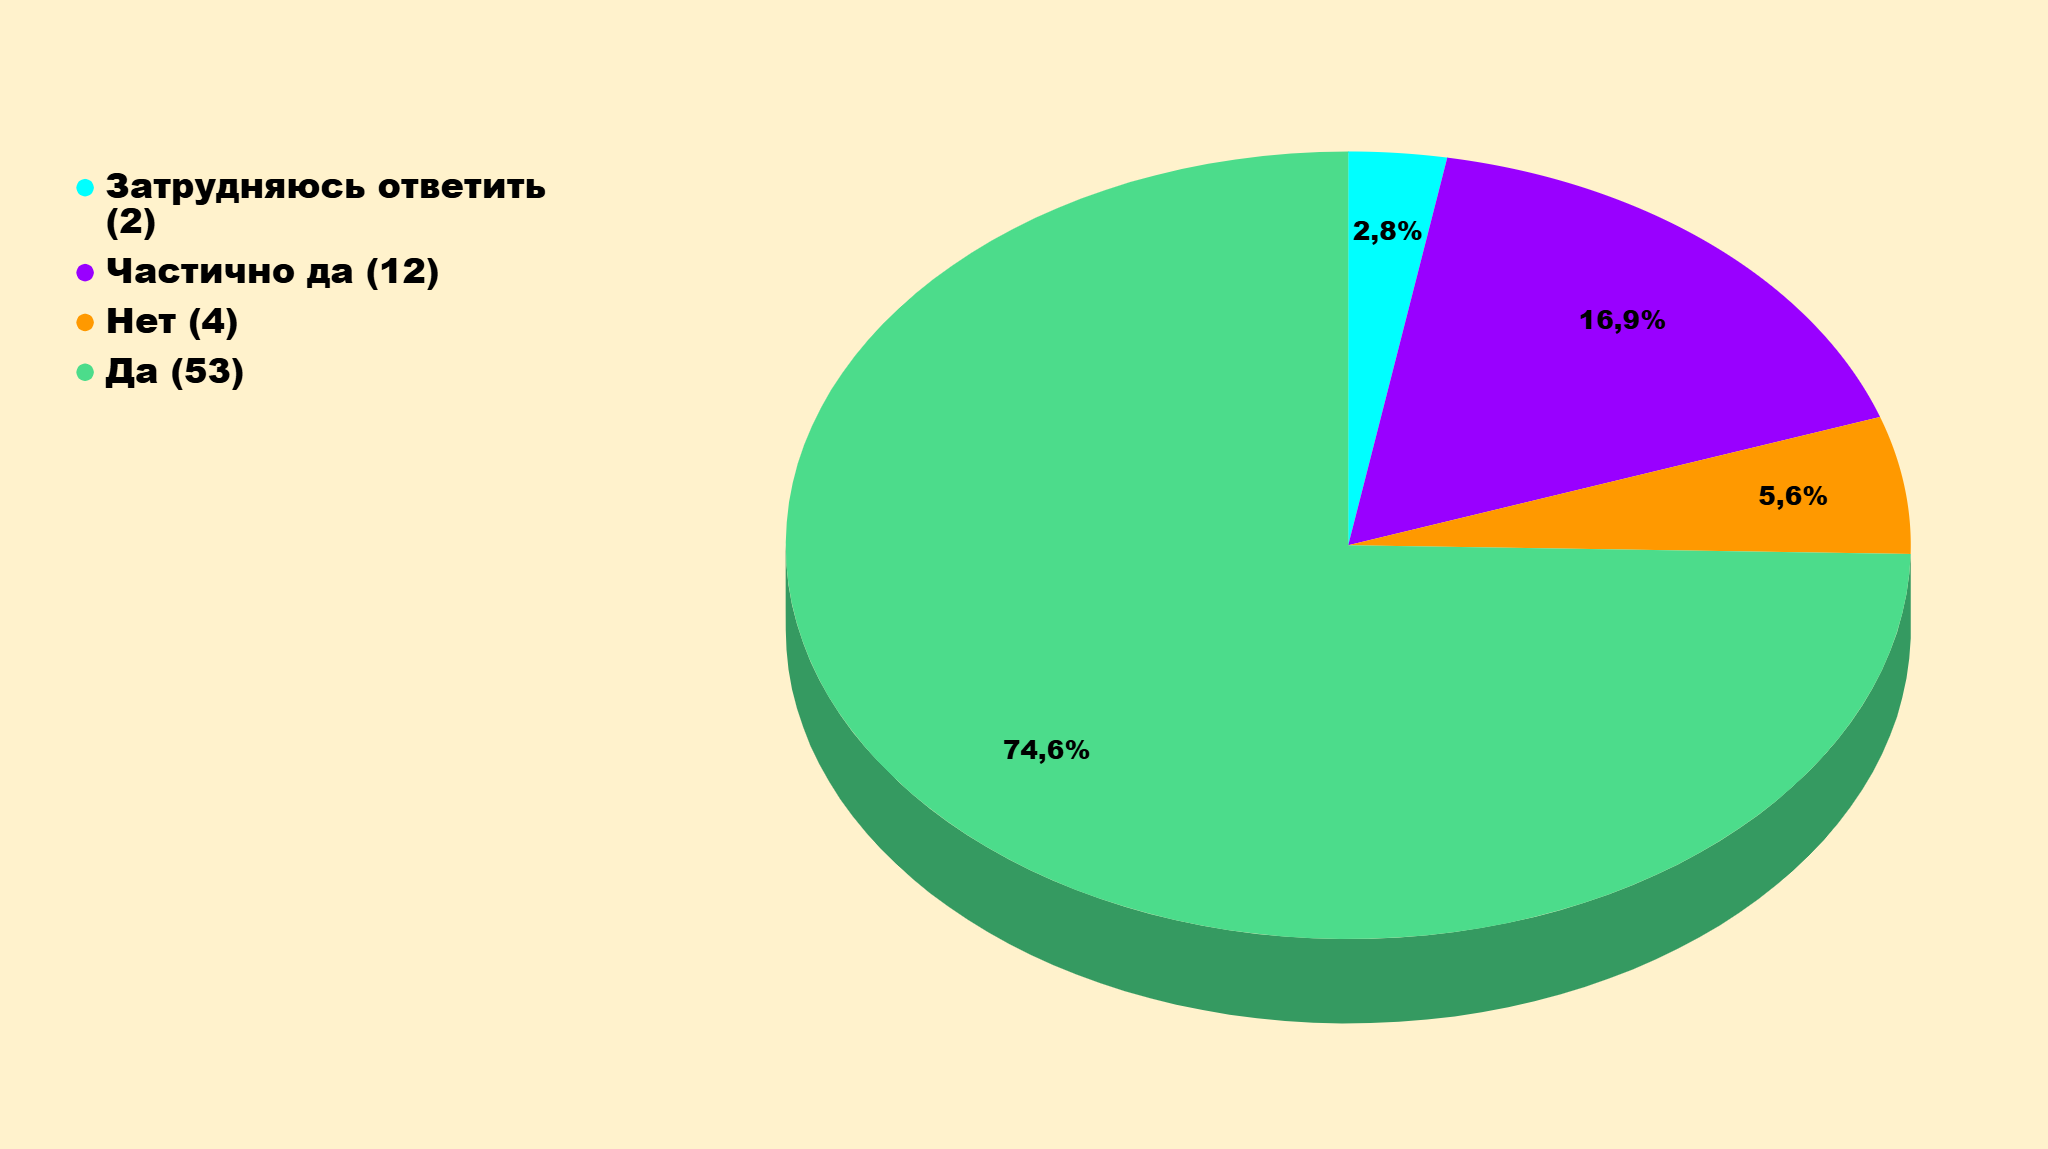 Затрудняюсь ответить
(2)
Частично да (12)
Нет (4)
Да (53)
2,8%
16,9%
5,6%
74,6%